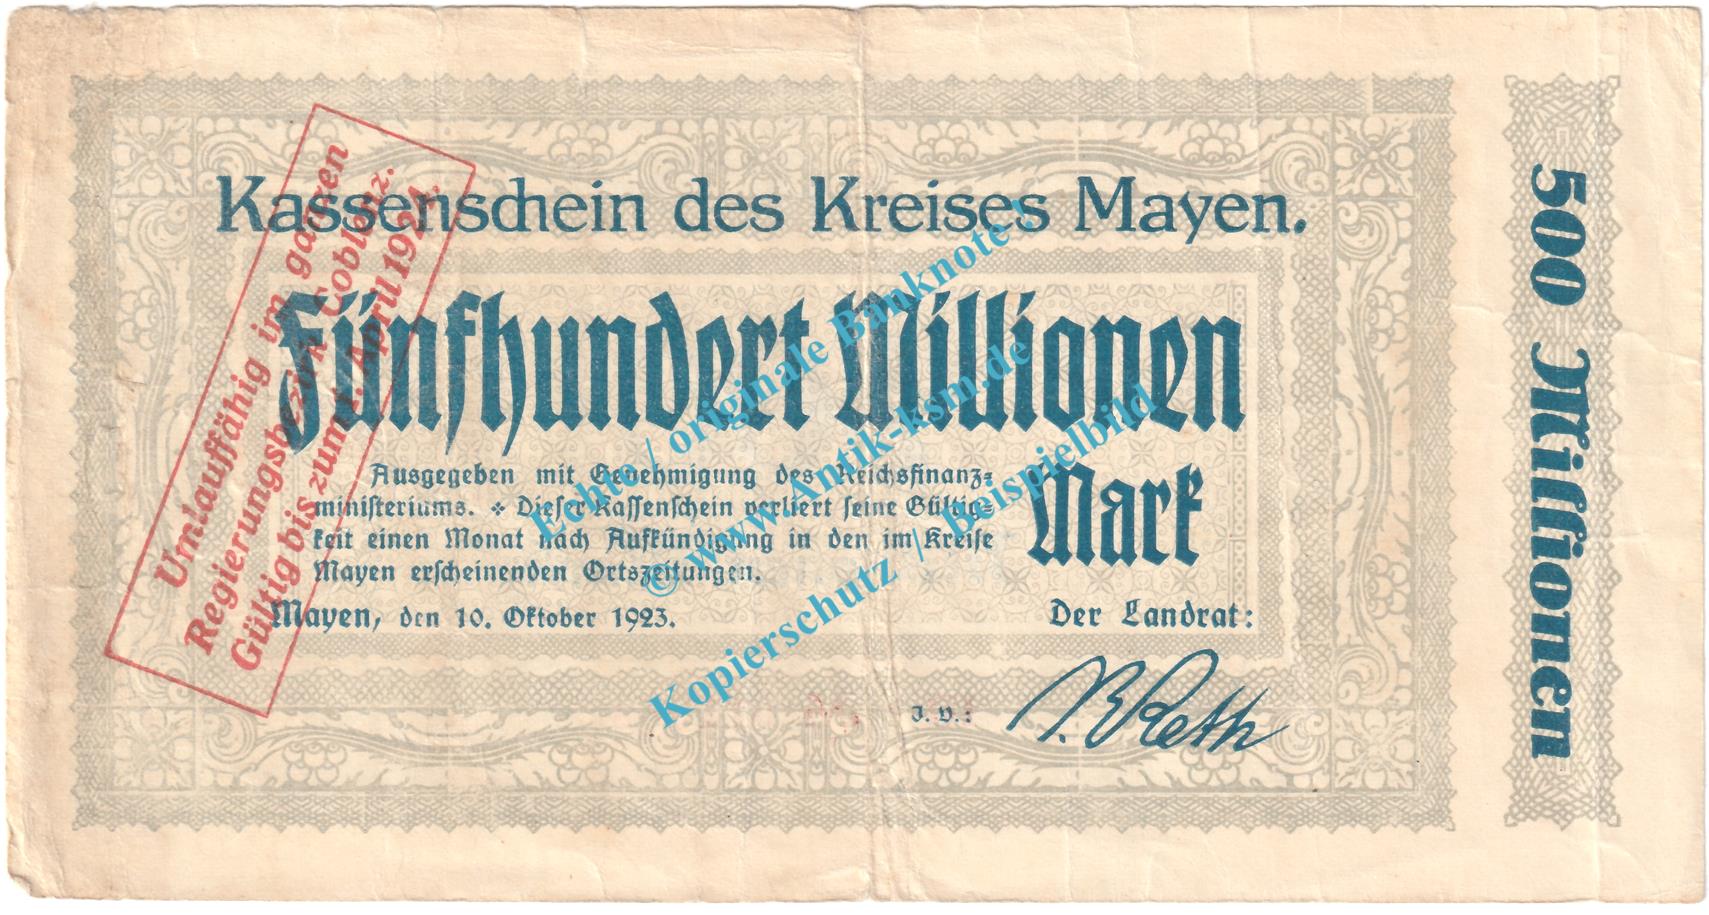 Kassenschein des Kreises Mayen.
Fünfhundert Millionen
Mark
Ausgegeben mit Genehmigung des Reichsfinanz-
ministeriums. Dieser Kassenschein verliert seine Gültig-
keit einen Monat nach Aufkündigung in den im Kreise
Mayen erscheinenden Ortszeitungen.
Mayen, den 10. Oktober 1923.
Der Landrat:
J. V.:
500 Millionen
Umlauffähig im ganzen
Regierungsbezirk Coblenz.
Gültig bis zum 1. April 1924.
Echte / originale Banknote !
© www.Antik-ksm.de
Kopierschutz / beispielbild